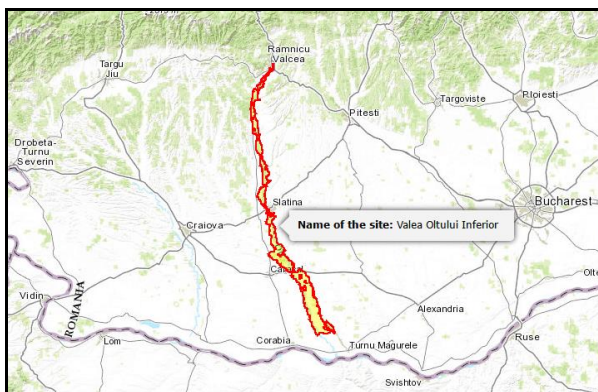 Ramnicu
Valcea
Targu
Jiu
Targoviste
Ploiesti
Pitesti
Drobeta-
Turnu
Severin
Slatina
Bucharest
Name of the site: Valea Oltului Inferior
Craiova
Vidin
ROMANIA
Alexandria
Lom
Corabia
Turnu Magurele
Ruse
Svishtov